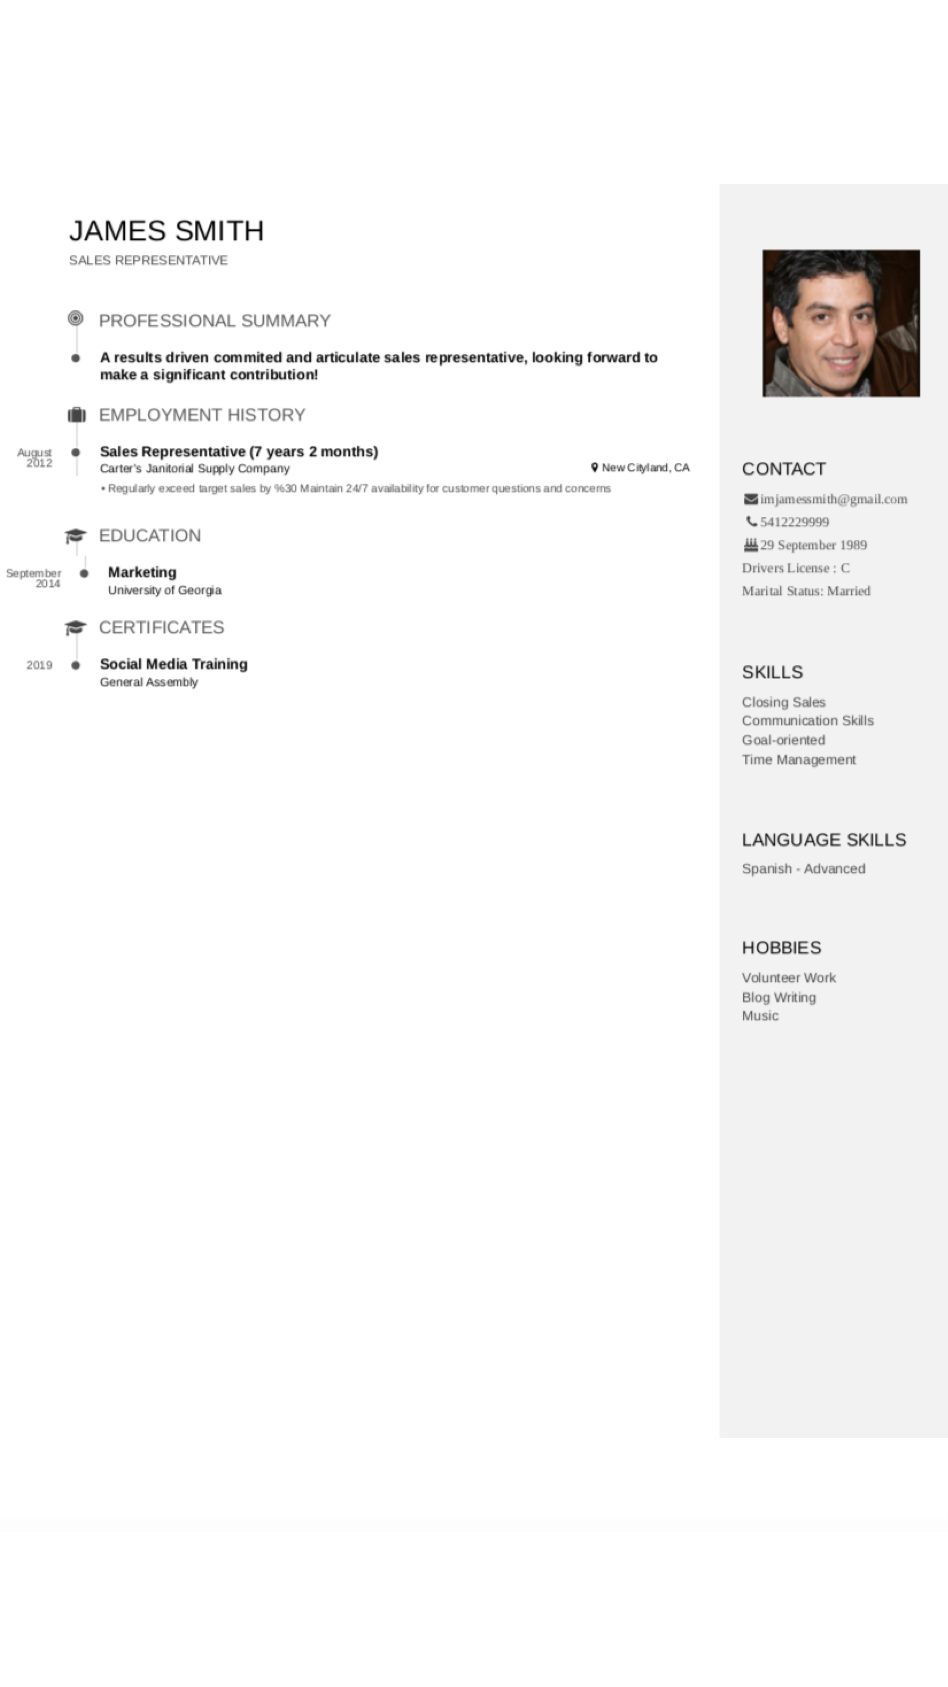 JAMES SMITH
SALES REPRESENTATIVE
PROFESSIONAL SUMMARY
A results driven commited and articulate sales representative, looking forward to
make a significant contribution!
EMPLOYMENT HISTORY
August
2012
Sales Representative (7 years 2 months)
Carter's Janitorial Supply Company
New Cityland, CA
• Regularly exceed target sales by %30 Maintain 24/7 availability for customer questions and concerns
EDUCATION
September
2014
Marketing
University of Georgia
CERTIFICATES
2019
Social Media Training
General Assembly
CONTACT
imjamessmith@gmail.com
5412229999
29 September 1989
Drivers License : C
Marital Status: Married
SKILLS
Closing Sales
Communication Skills
Goal-oriented
Time Management
LANGUAGE SKILLS
Spanish - Advanced
HOBBIES
Volunteer Work
Blog Writing
Music